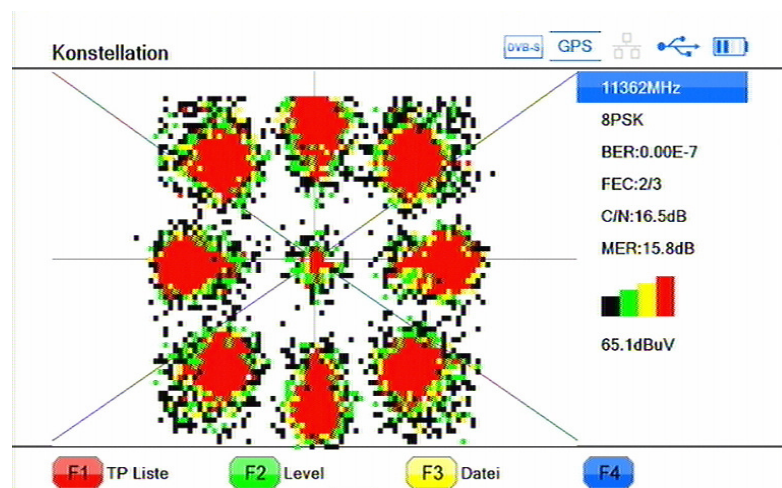 Konstellation
DVB-S GPS
11362MHz
8PSK
BER:0.00E-7
FEC:2/3
C/N:16.5dB
MER:15.8dB
65.1dBuV
F1 TP Liste F2 Level F3 Datei F4